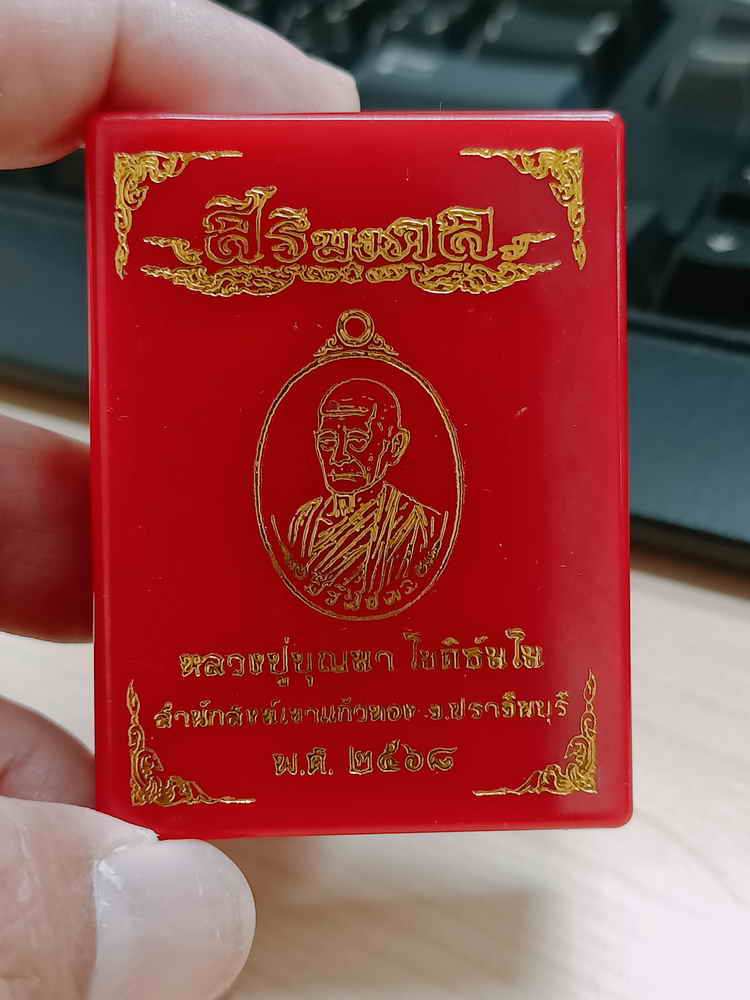 สิริมงคล
หลวงปู่บุญมา โชติธัมโม
สำนักสงฆ์เขาแก้วทอง จ.ปราจีนบุรี
พ.ศ. ๒๕๖๘